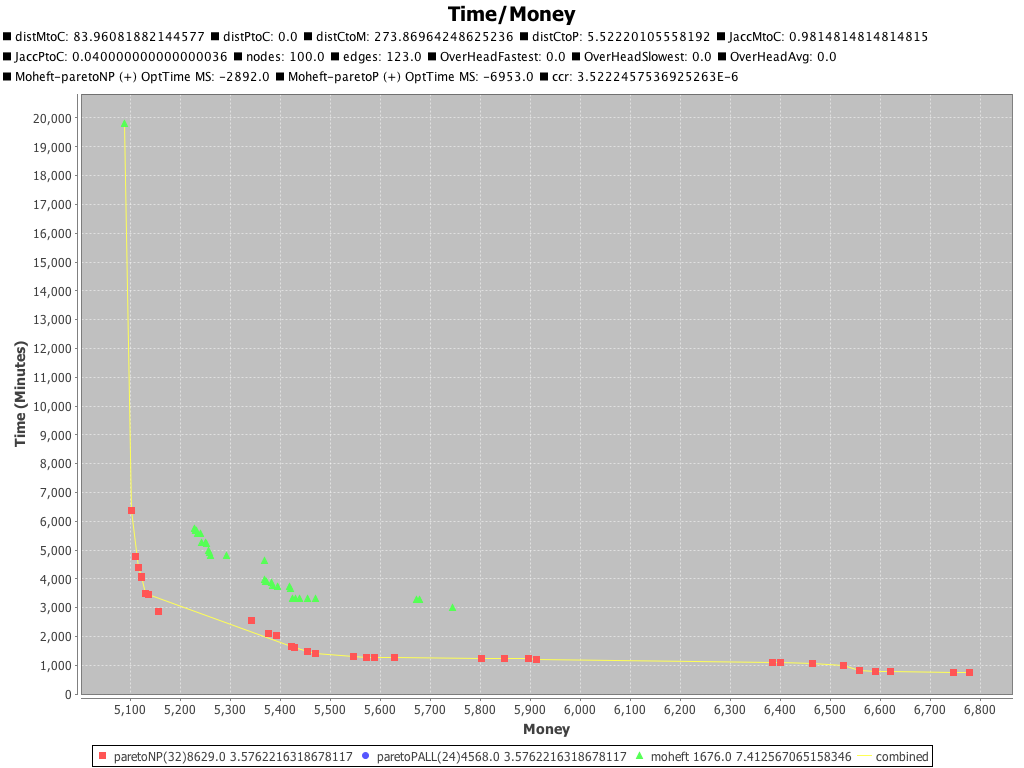 Time/Money
distMtoC: 83.96081882144577 distPtoC: 0.0 distCtoM: 273.86964248625236 distCtoP: 5.52220105558192 JaccMtoC: 0.9814814814814815
JaccPtoC: 0.040000000000000036 nodes: 100.0 edges: 123.0 OverHeadFastest: 0.0 OverHeadSlowest: 0.0 OverHeadAvg: 0.0
Moheft-paretoNP (+) OptTime MS: -2892.0 Moheft-paretoP (+) OptTime MS: -6953.0 ccr: 3.5222457536925263E-6
20,000
19,000
18,000
17,000
16,000
15,000
14,000
13,000
12,000
11,000
10,000
9,000
8,000
7,000
6,000
5,000
4,000
3,000
2,000
1,000
0
Time (Minutes)
5,100 5,200 5,300 5,400 5,500 5,600 5,700 5,800 5,900 6,000 6,100 6,200 6,300 6,400 6,500 6,600 6,700 6,800
Money
paretoNP(32)8629.0 3.5762216318678117 paretoPALL(24)4568.0 3.5762216318678117 moheft 1676.0 7.412567065158346 combined